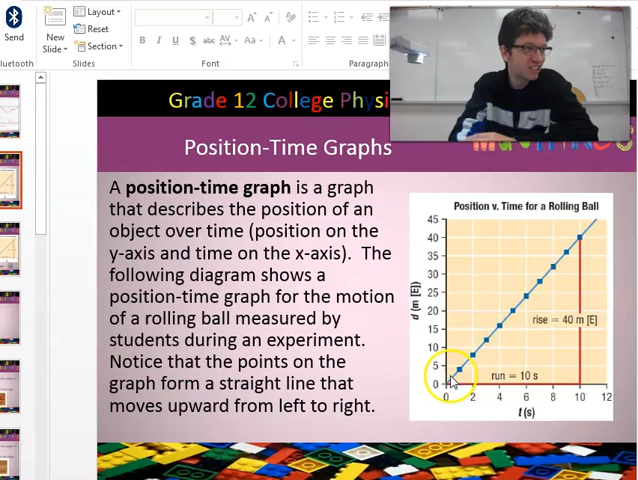 Layout
Reset
Send
New
Slide
Section
B I U S abc AV Aa A
luetooth
Slides
Font
Paragraph
Grade 12 College Physi
Position-Time Graphs
A position-time graph is a graph
that describes the position of an
object over time (position on the
y-axis and time on the x-axis). The
following diagram shows a
position-time graph for the motion
of a rolling ball measured by
students during an experiment.
Notice that the points on the
graph form a straight line that
moves upward from left to right.
Position v. Time for a Rolling Ball
d (m [E])
45
40
35
30
25
20
15
10
5
0
rise = 40 m [E]
run = 10 s
0 2 4 6 8 10 12
t (s)